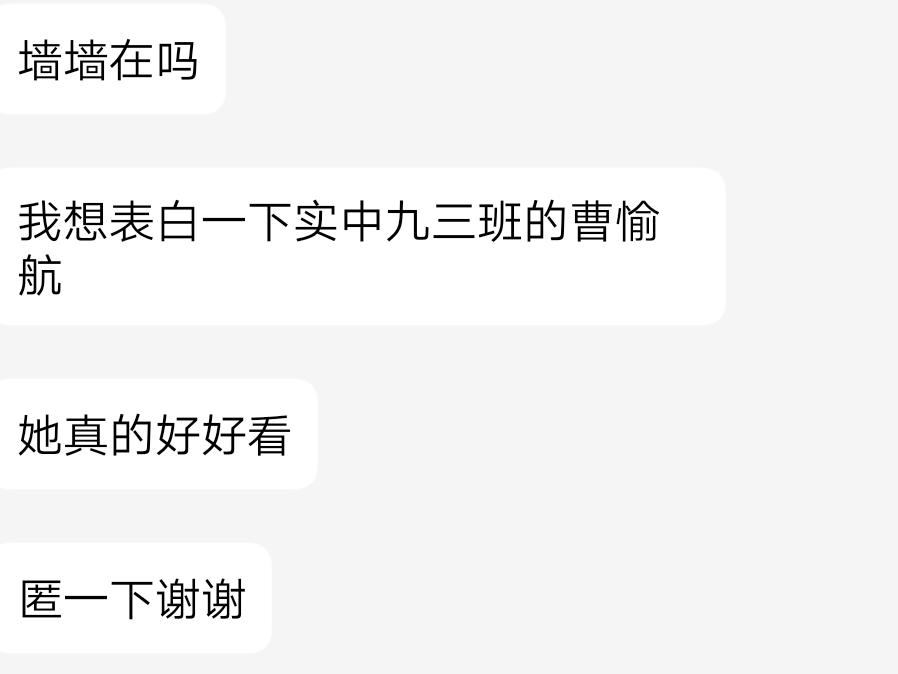 墙墙在吗
我想表白一下实中九三班的曹愉
航
她真的好好看
匿一下谢谢